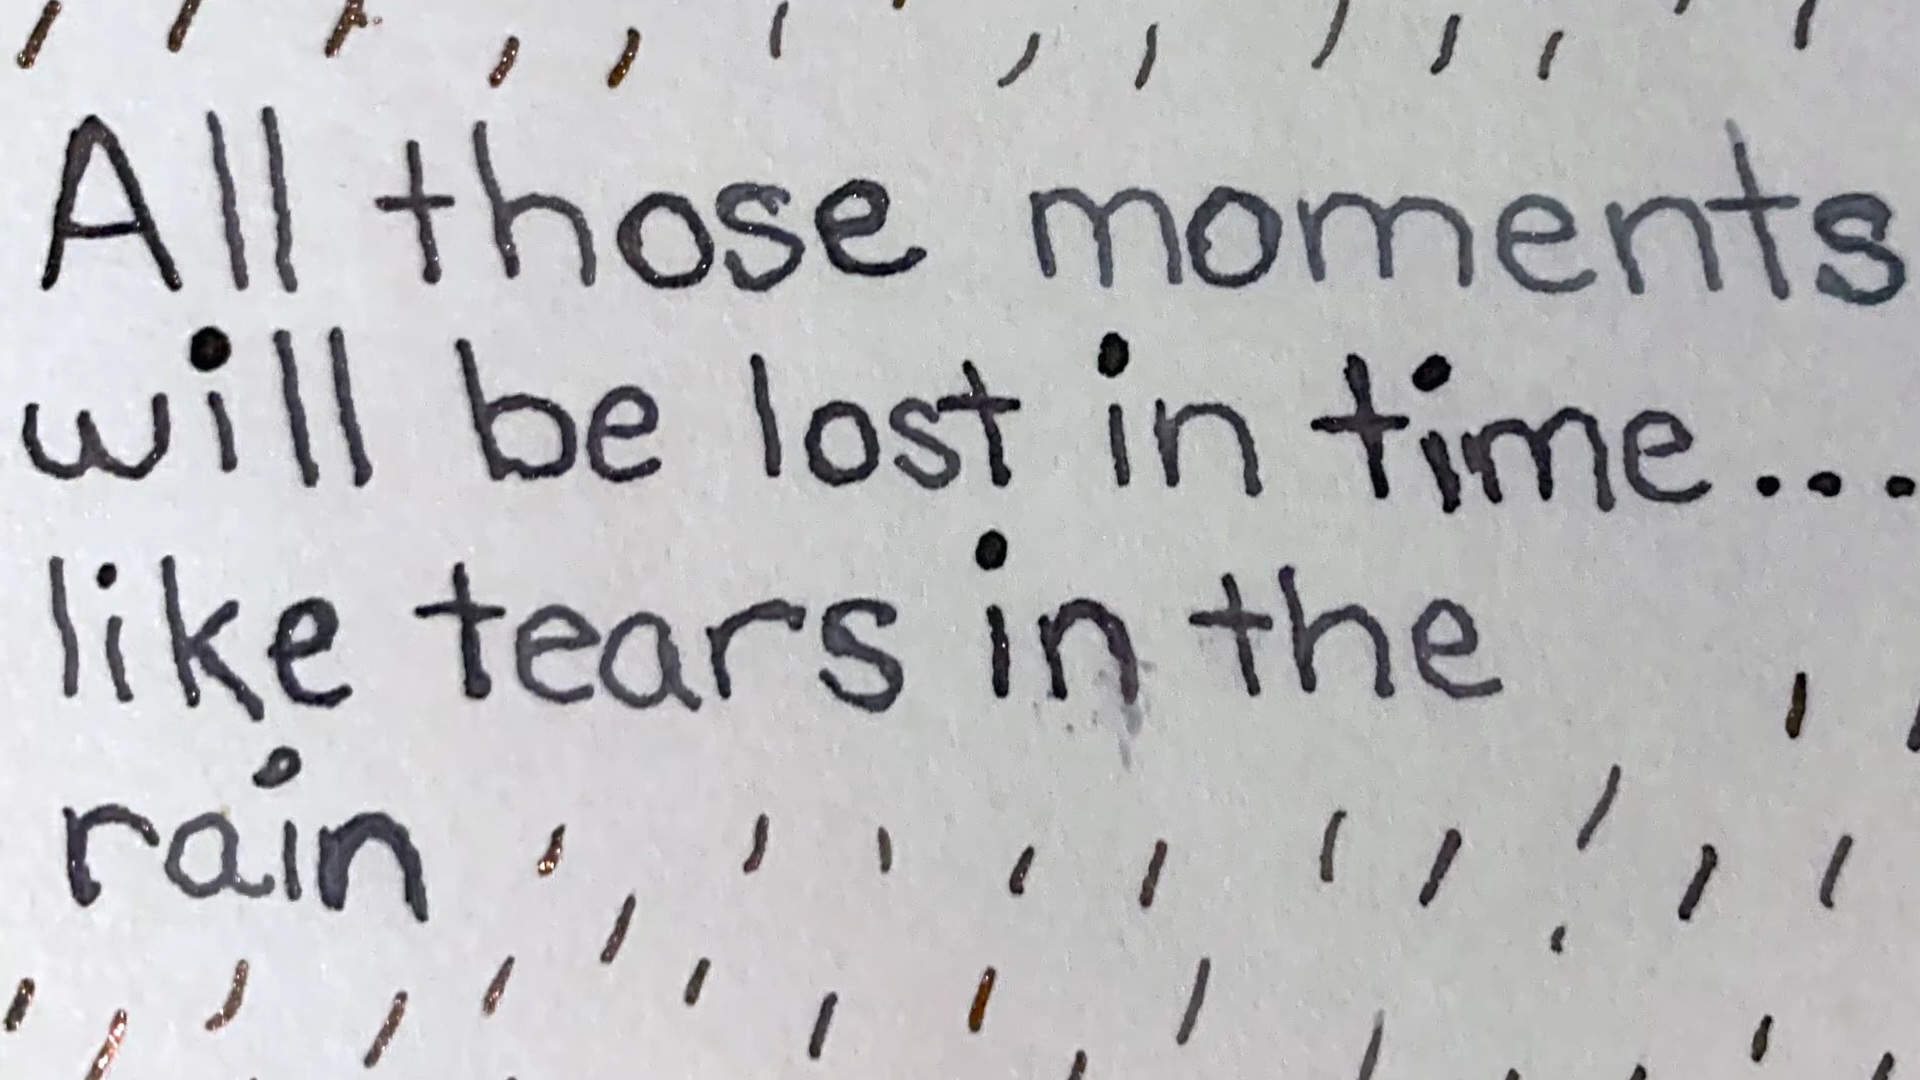 All those moments
will be lost in time...
like tears in the
rain